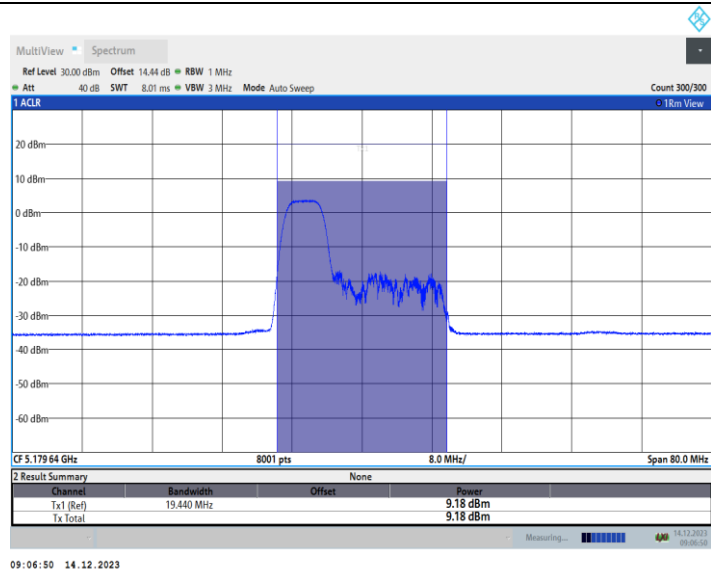 MultiView Spectrum
Ref Level 30.00 dBm Offset 14.44 dB RBW 1 MHz
Att 40 dB SWT 8.01 ms VBW 3 MHz Mode Auto Sweep Count 300/300
1 ACLR 1Rm View
20 dBm
10 dBm
0 dBm
-10 dBm
-20 dBm
-30 dBm
-40 dBm
-50 dBm
-60 dBm
CF 5.179 64 GHz 8001 pts 8.0 MHz/ Span 80.0 MHz
2 Result Summary None
Channel Bandwidth Offset Power
Tx1 (Ref) 19.440 MHz 9.18 dBm
Tx Total 9.18 dBm
Measuring... 14.12.2023
09:06:50
09:06:50 14.12.2023